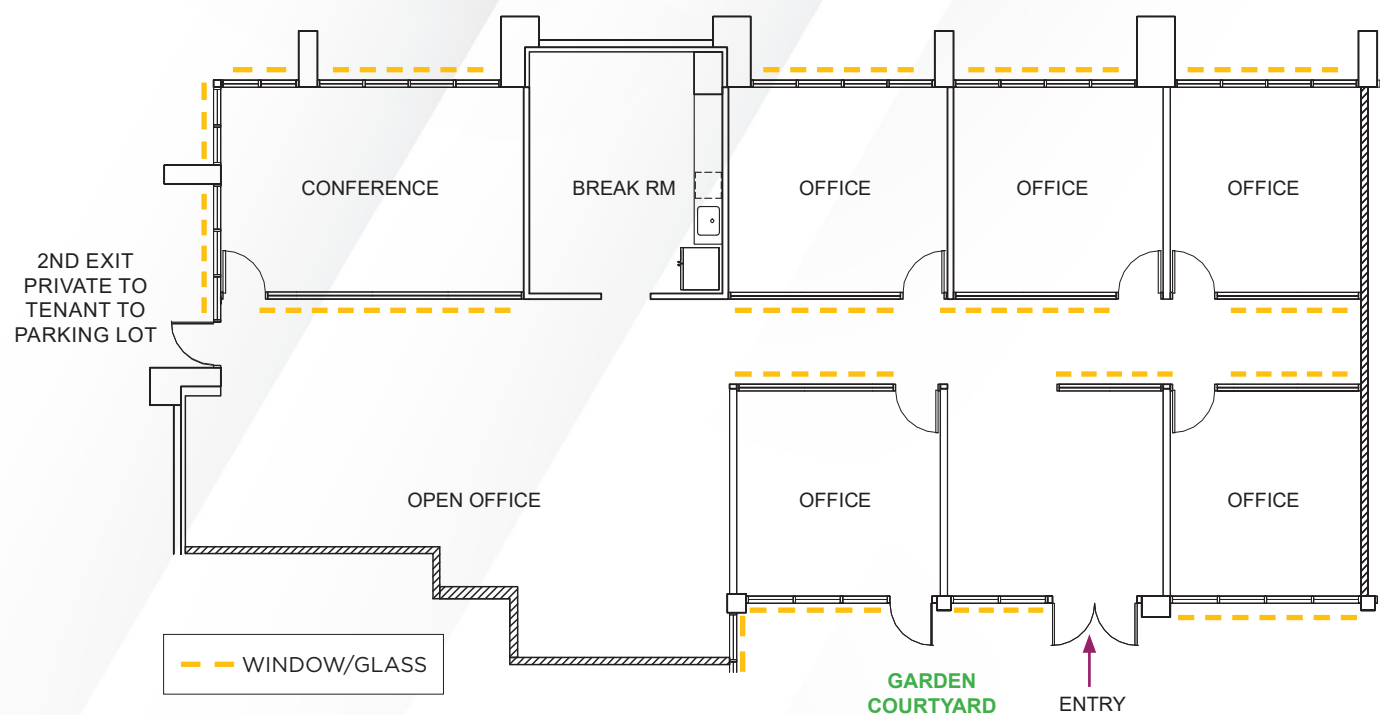 CONFERENCE
BREAK RM
OFFICE
OFFICE
OFFICE
2ND EXIT
PRIVATE TO
TENANT TO
PARKING LOT
OPEN OFFICE
OFFICE
OFFICE
WINDOW/GLASS
GARDEN
COURTYARD
ENTRY